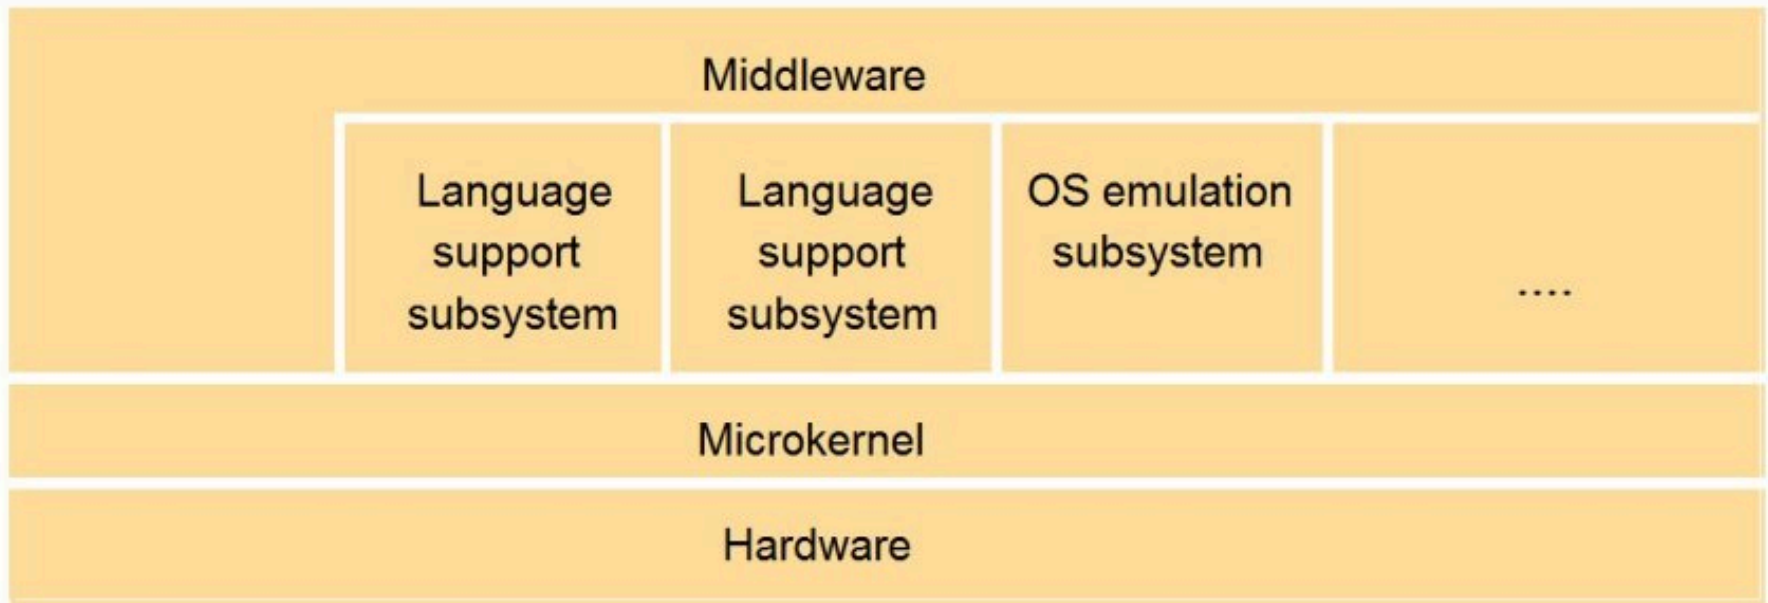 Middleware
Language
support
subsystem
Language
support
subsystem
OS emulation
subsystem
....
Microkernel
Hardware